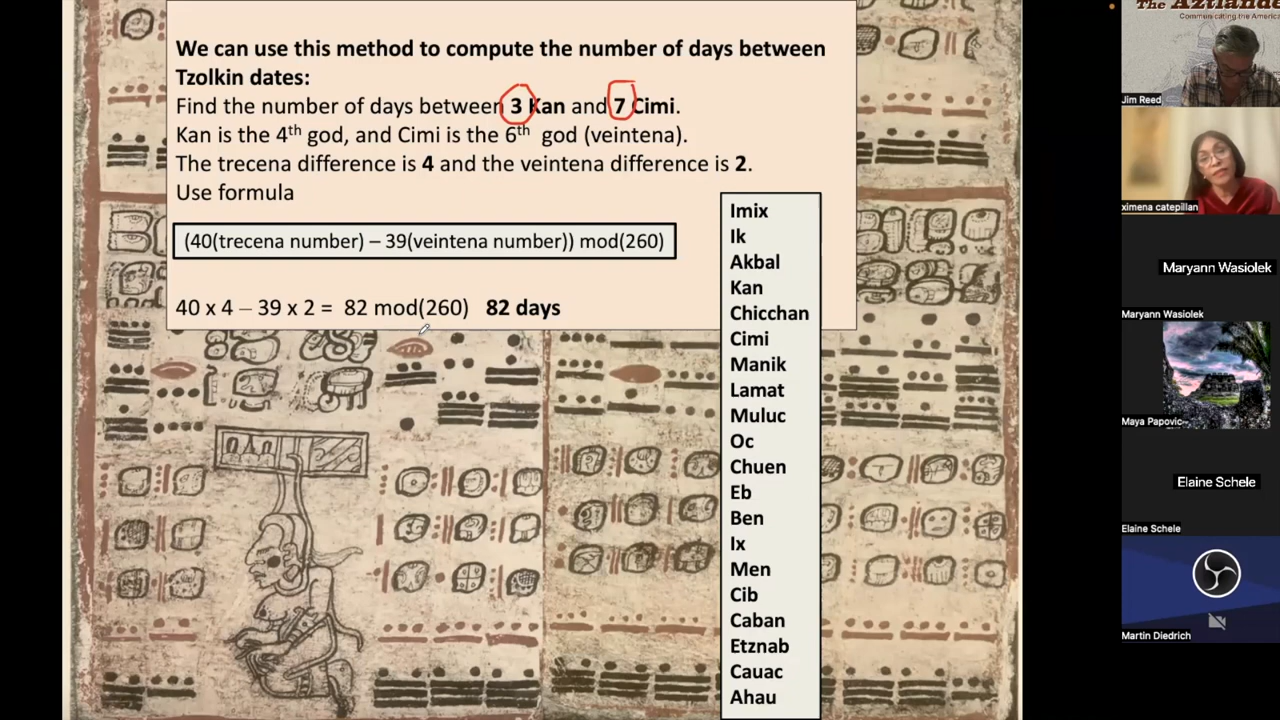 We can use this method to compute the number of days between
Tzolkin dates:
Find the number of days between 3 Kan and 7 Cimi.
Kan is the 4th god, and Cimi is the 6th god (veintena).
The trecena difference is 4 and the veintena difference is 2.
Use formula
(40(trecena number) – 39(veintena number)) mod(260)
40 x 4 – 39 x 2 = 82 mod(260) 82 days
Imix
Ik
Akbal
Kan
Chicchan
Cimi
Manik
Lamat
Muluc
Oc
Chuen
Eb
Ben
Ix
Men
Cib
Caban
Etznab
Cauac
Ahau
The Aztlande
Communicating the America
Jim Reed
ximena catepillan
Maryann Wasiolek
Maryann Wasiolek
Maya Papovic
Elaine Schele
Elaine Schele
Martin Diedrich